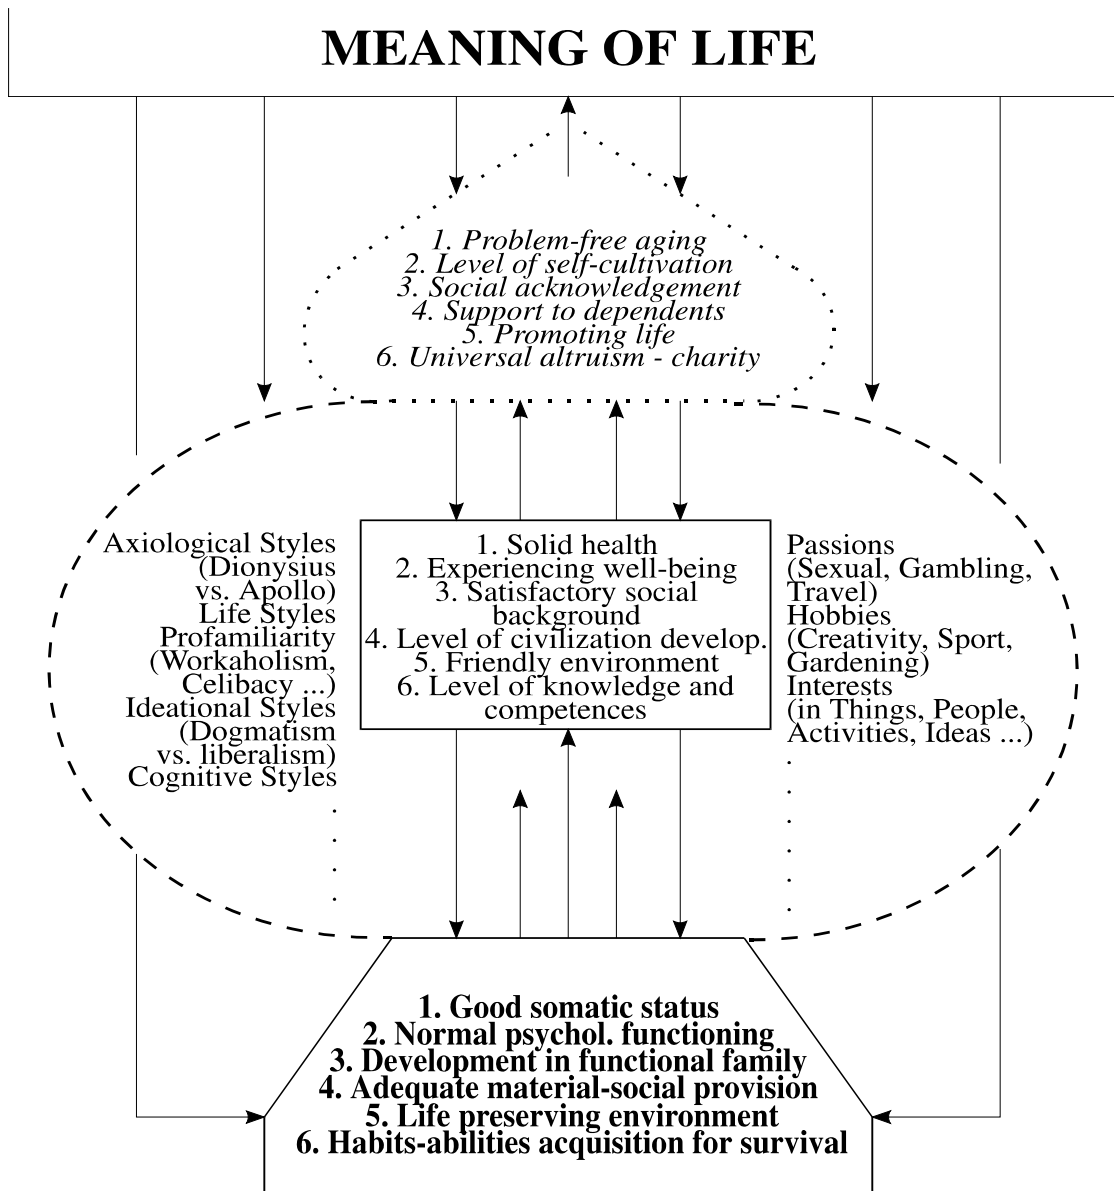 MEANING OF LIFE
1. Problem-free aging
2. Level of self-cultivation
3. Social acknowledgement
4. Support to dependents
5. Promoting life
6. Universal altruism - charity
Axiological Styles
(Dionysius
vs. Apollo)
Life Styles
Profamiliarity
(Workaholism,
Celibacy ...)
Ideational Styles
(Dogmatism
vs. liberalism)
Cognitive Styles
1. Solid health
2. Experiencing well-being
3. Satisfactory social
background
4. Level of civilization develop.
5. Friendly environment
6. Level of knowledge and
competences
Passions
(Sexual, Gambling,
Travel)
Hobbies
(Creativity, Sport,
Gardening)
Interests
(in Things, People,
Activities, Ideas ...)
1. Good somatic status
2. Normal psychol. functioning
3. Development in functional family
4. Adequate material-social provision
5. Life preserving environment
6. Habits-abilities acquisition for survival